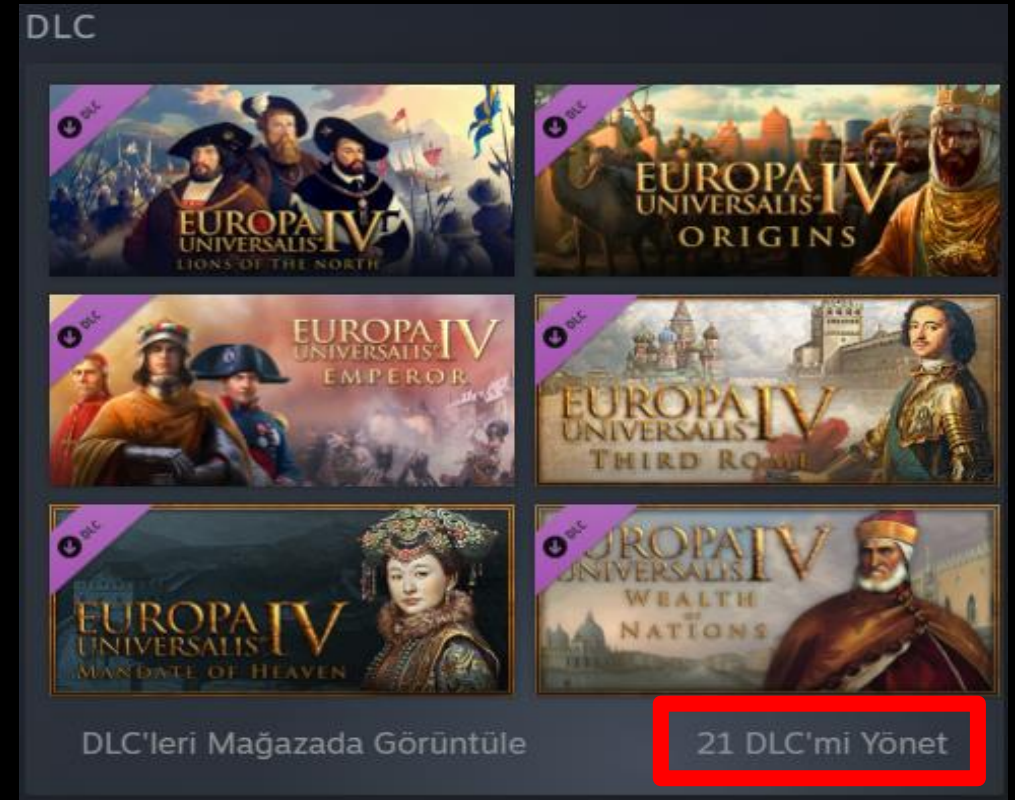 DLC
DLC
EUROPA
UNIVERSALIS IV
LIONS OF THE NORTH
DLC
EUROPA
UNIVERSALIS IV
ORIGINS
DLC
EUROPA
UNIVERSALIS IV
EMPEROR
DLC
EUROPA
UNIVERSALIS IV
THIRD ROME
DLC
EUROPA
UNIVERSALIS IV
MANDATE OF HEAVEN
DLC
EUROPA
UNIVERSALIS IV
WEALTH
OF
NATIONS
DLC'leri Mağazada Görüntüle
21 DLC'mi Yönet